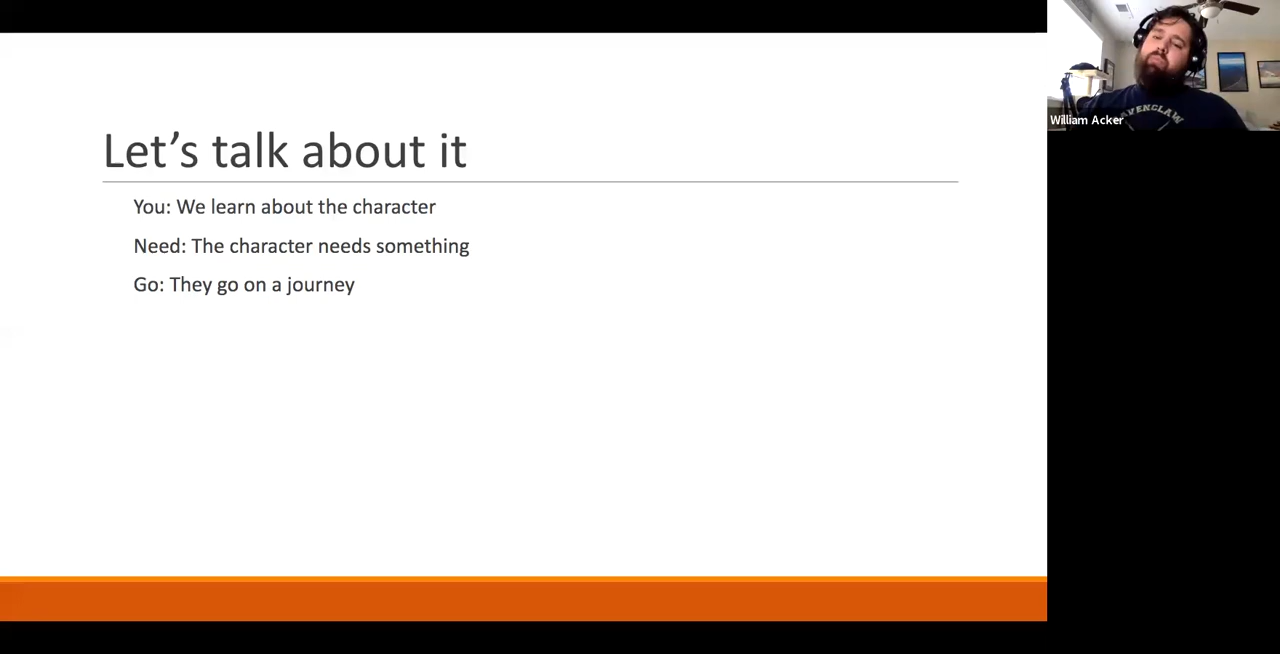 Let's talk about it
You: We learn about the character
Need: The character needs something
Go: They go on a journey
William Acker
AVENCLAW